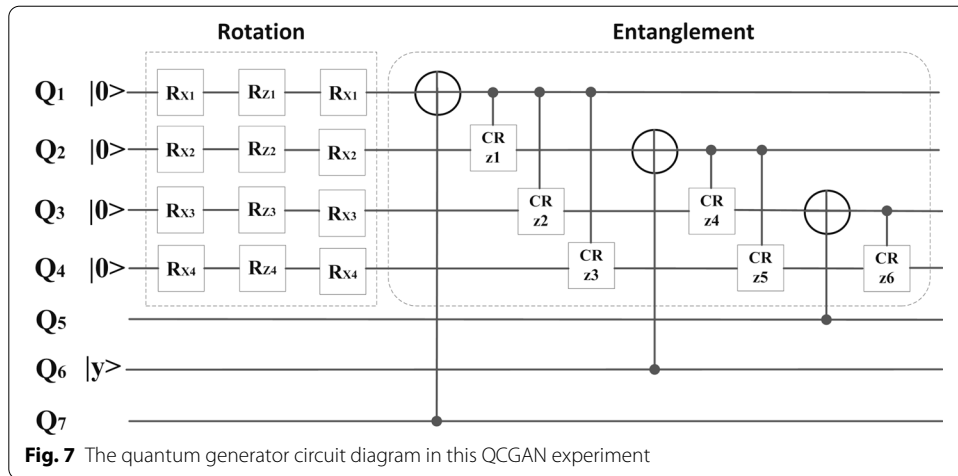 Rotation Entanglement
Q1 |0> RX1 RZ1 RX1
CR z1
Q2 |0> RX2 RZ2 RX2
CR z2
CR z4
Q3 |0> RX3 RZ3 RX3
CR z3
CR z5
CR z6
Q4 |0> RX4 RZ4 RX4
Q5
Q6 |y>
Q7
Fig. 7 The quantum generator circuit diagram in this QCGAN experiment